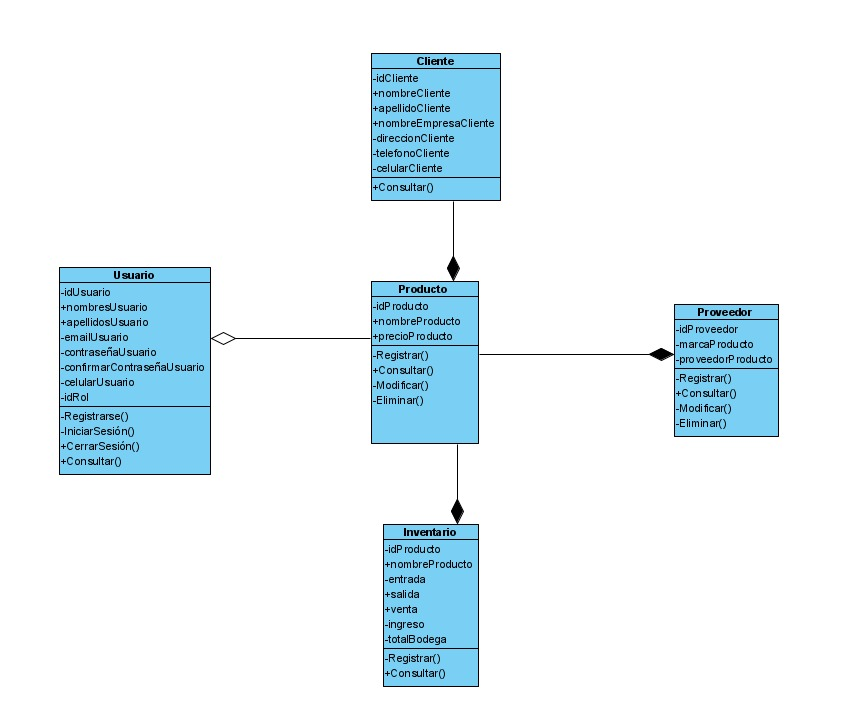 Cliente
-idCliente
+nombreCliente
+apellidoCliente
+nombreEmpresaCliente
-direccionCliente
-telefonoCliente
-celularCliente
+Consultar()
Usuario
-idUsuario
+nombresUsuario
+apellidosUsuario
-emailUsuario
-contraseñaUsuario
-confirmarContraseñaUsuario
-celularUsuario
-idRol
-Registrarse()
-IniciarSesión()
+CerrarSesión()
+Consultar()
Producto
-idProducto
+nombreProducto
+precioProducto
-Registrar()
+Consultar()
-Modificar()
-Eliminar()
Proveedor
-idProveedor
-marcaProducto
-proveedorProducto
-Registrar()
+Consultar()
-Modificar()
-Eliminar()
Inventario
-idProducto
+nombreProducto
-entrada
+salida
+venta
-ingreso
-totalBodega
-Registrar()
+Consultar()